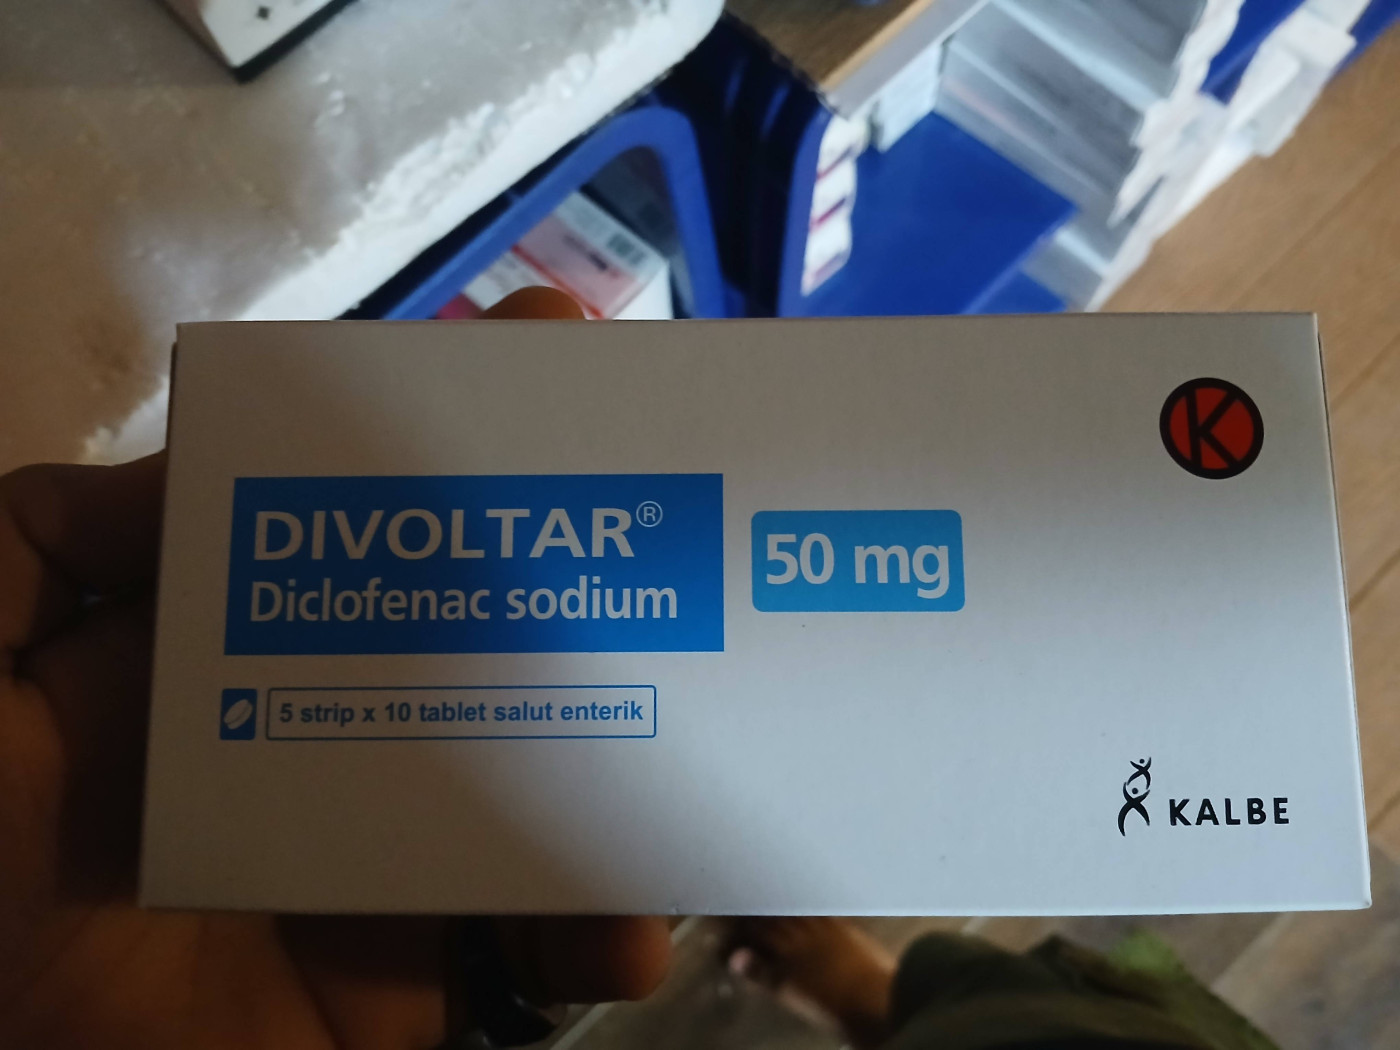 K
DIVOLTAR®
Diclofenac sodium
50 mg
5 strip x 10 tablet salut enterik
KALBE